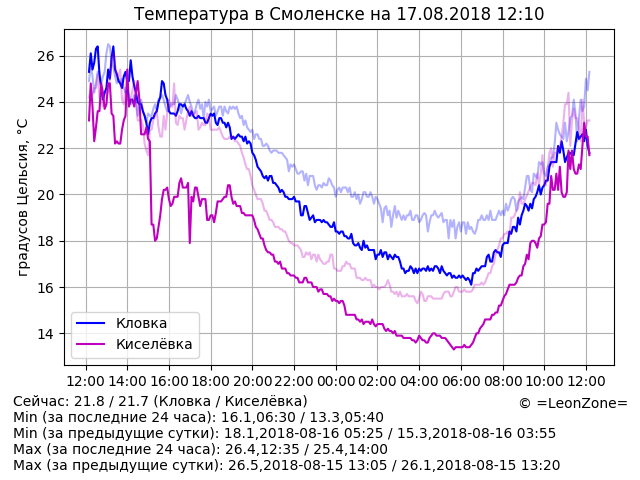 Температура в Смоленске на 17.08.2018 12:10
градусов Цельсия, °C
26
24
22
20
18
16
14
Кловка
Киселёвка
12:00 14:00 16:00 18:00 20:00 22:00 00:00 02:00 04:00 06:00 08:00 10:00 12:00
Сейчас: 21.8 / 21.7 (Кловка / Киселёвка)
© =LeonZone=
Min (за последние 24 часа): 16.1,06:30 / 13.3,05:40
Min (за предыдущие сутки): 18.1,2018-08-16 05:25 / 15.3,2018-08-16 03:55
Max (за последние 24 часа): 26.4,12:35 / 25.4,14:00
Max (за предыдущие сутки): 26.5,2018-08-15 13:05 / 26.1,2018-08-15 13:20